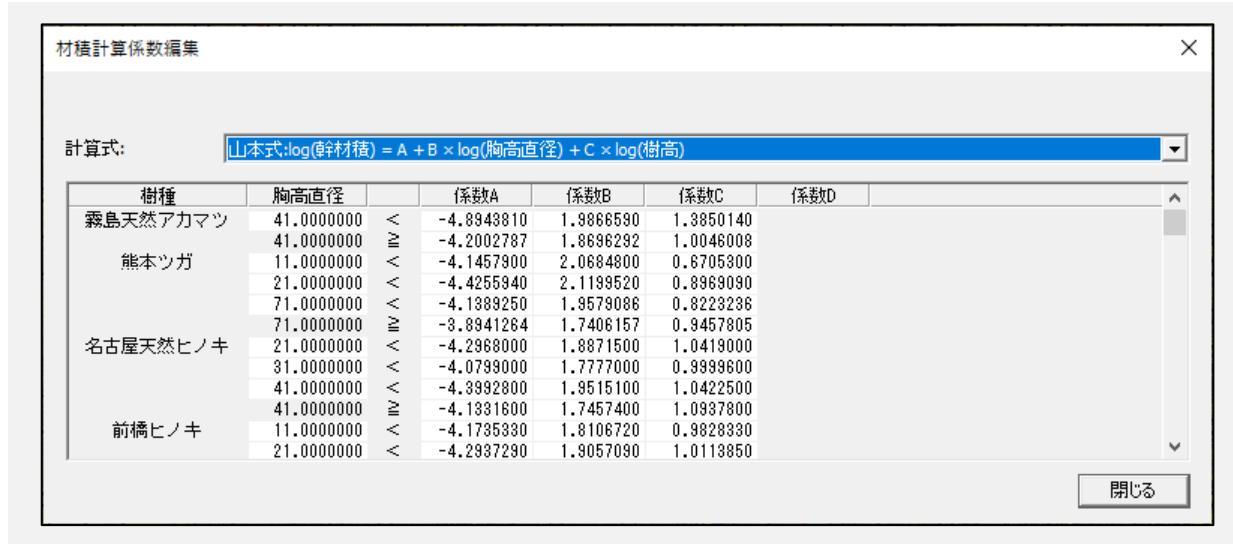 材積計算係数編集
計算式: 山本式:log(幹材積) = A + B × log(胸高直径) + C × log(樹高)
樹種 胸高直径 係数A 係数B 係数C 係数D
霧島天然アカマツ 41.0000000 < -4.8943810 1.9866590 1.3850140
41.0000000 ≧ -4.2002787 1.8696292 1.0046008
熊本ツガ 11.0000000 < -4.1457900 2.0684800 0.6705300
21.0000000 < -4.4255940 2.1199520 0.8969090
71.0000000 < -4.1389250 1.9579086 0.8223236
71.0000000 ≧ -3.8941264 1.7406157 0.9457805
名古屋天然ヒノキ 21.0000000 < -4.2968000 1.8871500 1.0419000
31.0000000 < -4.0799000 1.7777000 0.9999600
41.0000000 < -4.3992800 1.9515100 1.0422500
41.0000000 ≧ -4.1331600 1.7457400 1.0937800
前橋ヒノキ 11.0000000 < -4.1735330 1.8106720 0.9828330
21.0000000 < -4.2937290 1.9057090 1.0113850
閉じる